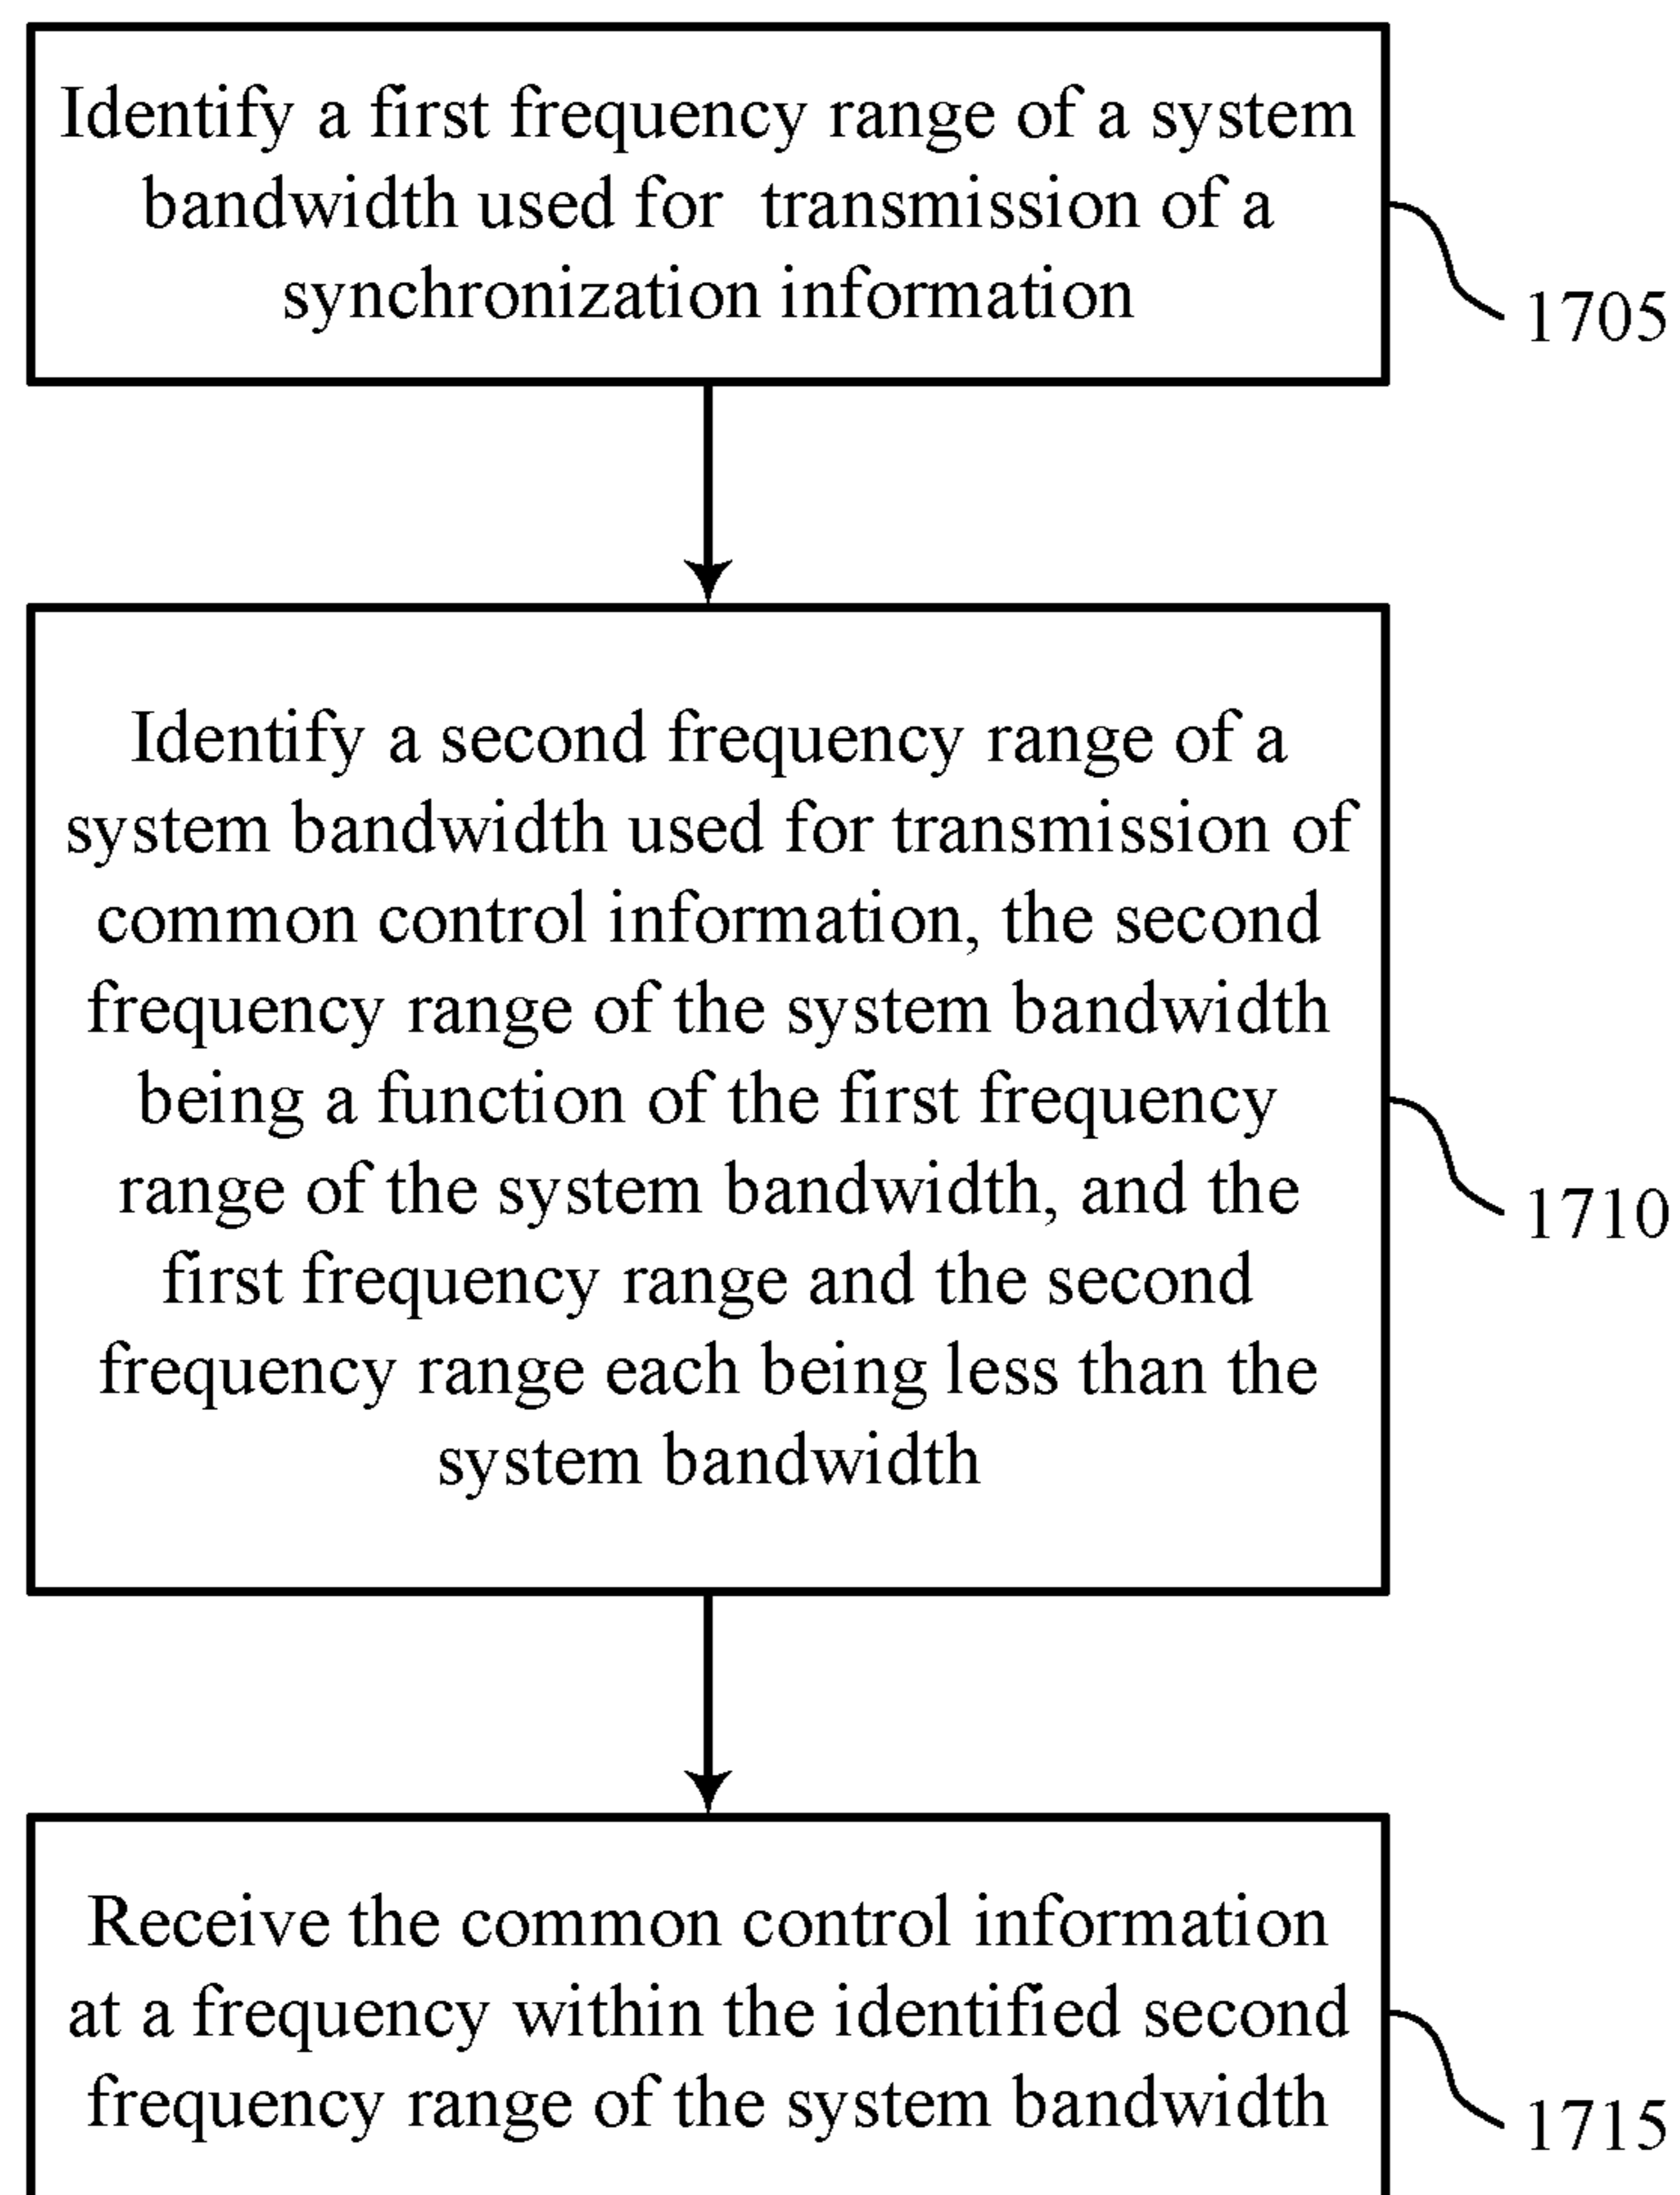 Identify a first frequency range of a system
bandwidth used for transmission of a
synchronization information
1705
Identify a second frequency range of a
system bandwidth used for transmission of
common control information, the second
frequency range of the system bandwidth
being a function of the first frequency
range of the system bandwidth, and the
first frequency range and the second
frequency range each being less than the
system bandwidth
1710
Receive the common control information
at a frequency within the identified second
frequency range of the system bandwidth
1715